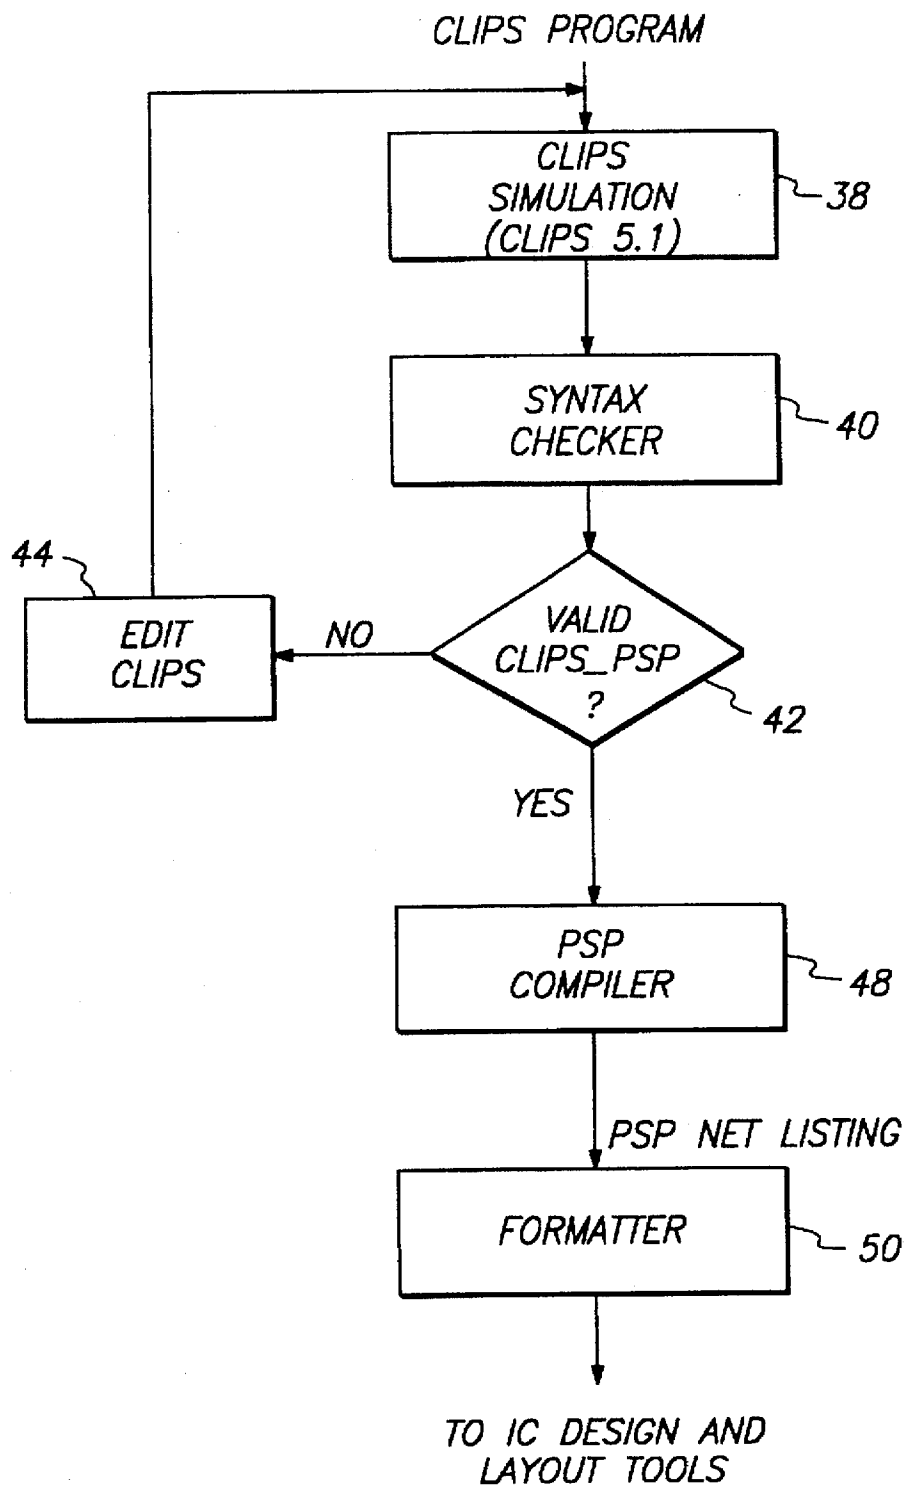 CLIPS PROGRAM
CLIPS
SIMULATION
(CLIPS 5.1)
38
SYNTAX
CHECKER
40
44
EDIT
CLIPS
NO
VALID
CLIPS_PSP
?
42
YES
PSP
COMPILER
48
PSP NET LISTING
FORMATTER
50
TO IC DESIGN AND
LAYOUT TOOLS